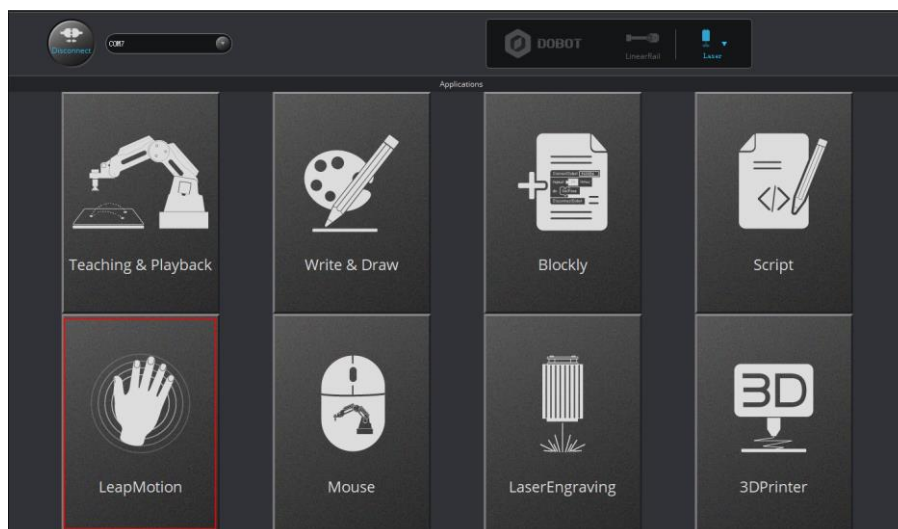 Disconnect
COM7
DOBOT
LinearRail
Laser
Applications
Teaching & Playback
Write & Draw
Blockly
Script
</>
LeapMotion
Mouse
LaserEngraving
3D
3DPrinter